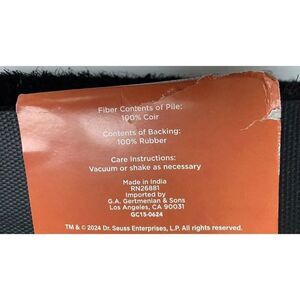 Fiber Contents of Pile:
100% Coir
Contents of Backing:
100% Rubber
Care Instructions:
Vacuum or shake as necessary
Made in India
RN26881
Imported by
G.A. Gertmenian & Sons
Los Angeles, CA 90031
GC15-0624
TM & © 2024 Dr. Seuss Enterprises, L.P. All rights reserved.